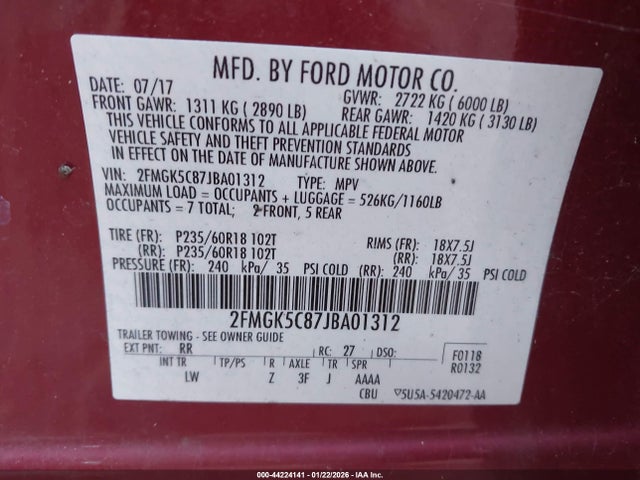 MFD. BY FORD MOTOR CO.
DATE: 07/17 GVWR: 2722 KG ( 6000 LB)
FRONT GAWR: 1311 KG ( 2890 LB) REAR GAWR: 1420 KG ( 3130 LB)
THIS VEHICLE CONFORMS TO ALL APPLICABLE FEDERAL MOTOR
VEHICLE SAFETY AND THEFT PREVENTION STANDARDS
IN EFFECT ON THE DATE OF MANUFACTURE SHOWN ABOVE.
VIN: 2FMGK5C87JBA01312 TYPE: MPV
MAXIMUM LOAD = OCCUPANTS + LUGGAGE = 526KG/1160LB
OCCUPANTS = 7 TOTAL; 2 FRONT, 5 REAR
TIRE (FR): P235/60R18 102T RIMS (FR): 18X7.5J
(RR): P235/60R18 102T (RR): 18X7.5J
PRESSURE (FR): 240 kPa/ 35 PSI COLD (RR): 240 kPa/ 35 PSI COLD
2FMGK5C87JBA01312
TRAILER TOWING - SEE OWNER GUIDE
EXT PNT: RR RC: 27 DSO: F0118
R0132
INT TR TP/PS R AXLE TR SPR
LW Z 3F J AAAA
CBU ▽5U5A-5420472-AA
000-44224141 - 01/22/2026 - IAA Inc.